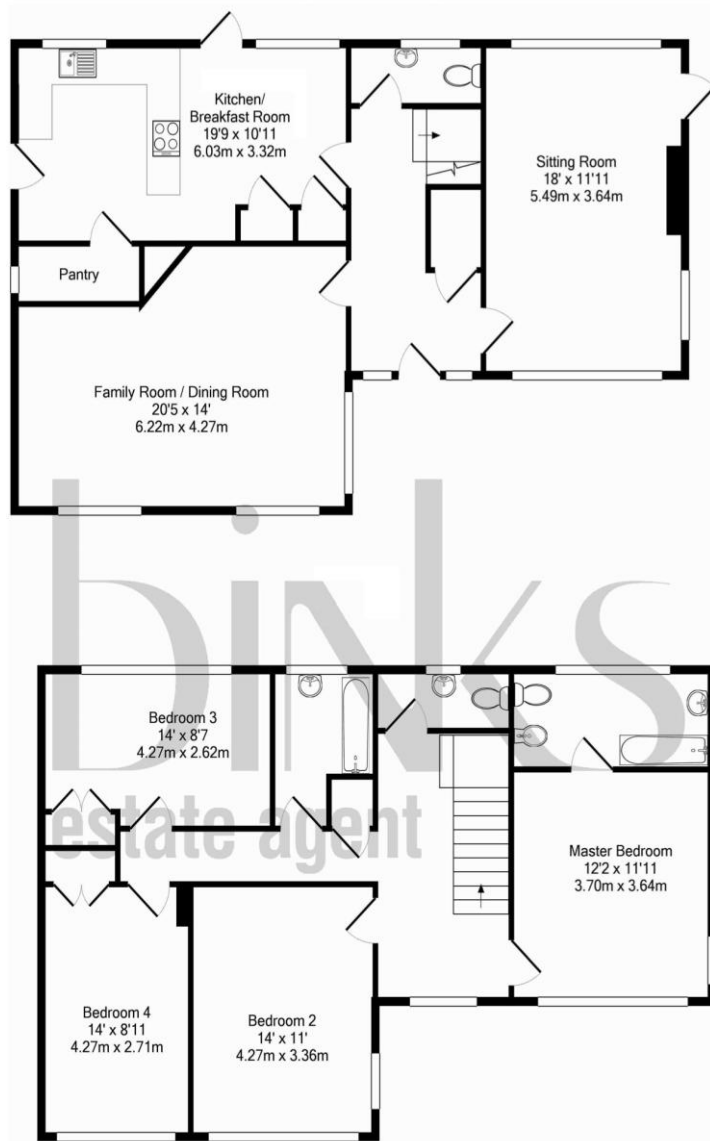 Kitchen/
Breakfast Room
19'9 x 10'11
6.03m x 3.32m
Sitting Room
18' x 11'11
5.49m x 3.64m
Pantry
Family Room / Dining Room
20'5 x 14'
6.22m x 4.27m
binks
estate agent
Bedroom 3
14' x 8'7
4.27m x 2.62m
Master Bedroom
12'2 x 11'11
3.70m x 3.64m
Bedroom 4
14' x 8'11
4.27m x 2.71m
Bedroom 2
14' x 11'
4.27m x 3.36m